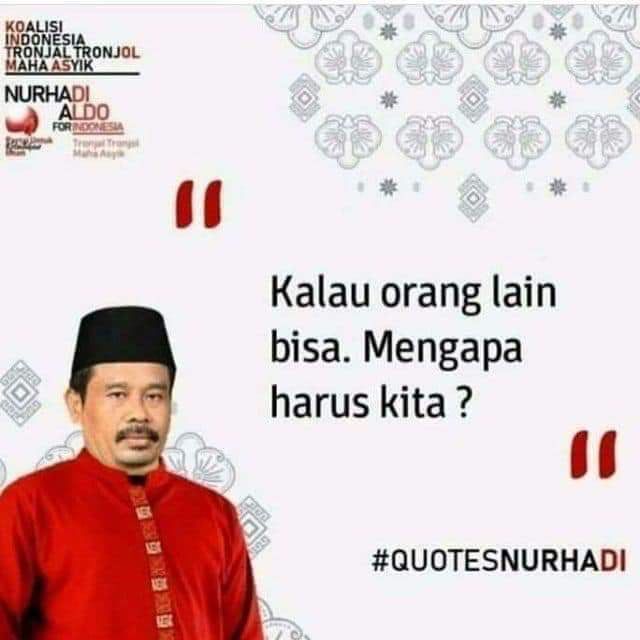 KOALISI
INDONESIA
TRONJAL TRONJOL
MAHA ASYIK
NURHADI
ALDO
FOR INDONESIA
Tronjal Tronjol
Maha Asyik
Kalau orang lain
bisa. Mengapa
harus kita ?
#QUOTESNURHADI